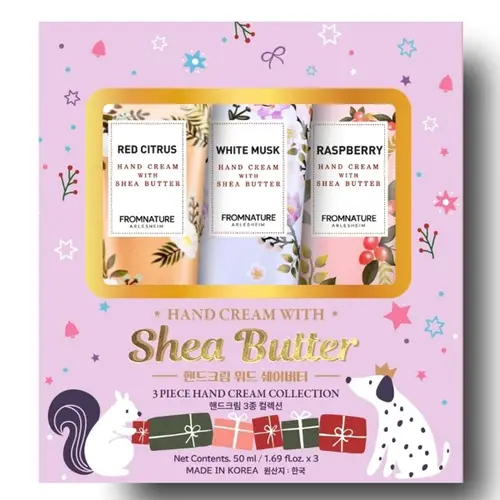 RED CITRUS
HAND CREAM
WITH
SHEA BUTTER
FROMNATURE
ARLESHEIM
WHITE MUSK
HAND CREAM
WITH
SHEA BUTTER
FROMNATURE
ARLESHEIM
RASPBERRY
HAND CREAM
WITH
SHEA BUTTER
FROMNATURE
ARLESHEIM
HAND CREAM WITH
Shea Butter
핸드크림 위드 쉐어버터
3 PIECE HAND CREAM COLLECTION
핸드크림 3종 컬렉션
Net Contents. 50 ml / 1.69 fl.oz. x 3
MADE IN KOREA 원산지 : 한국